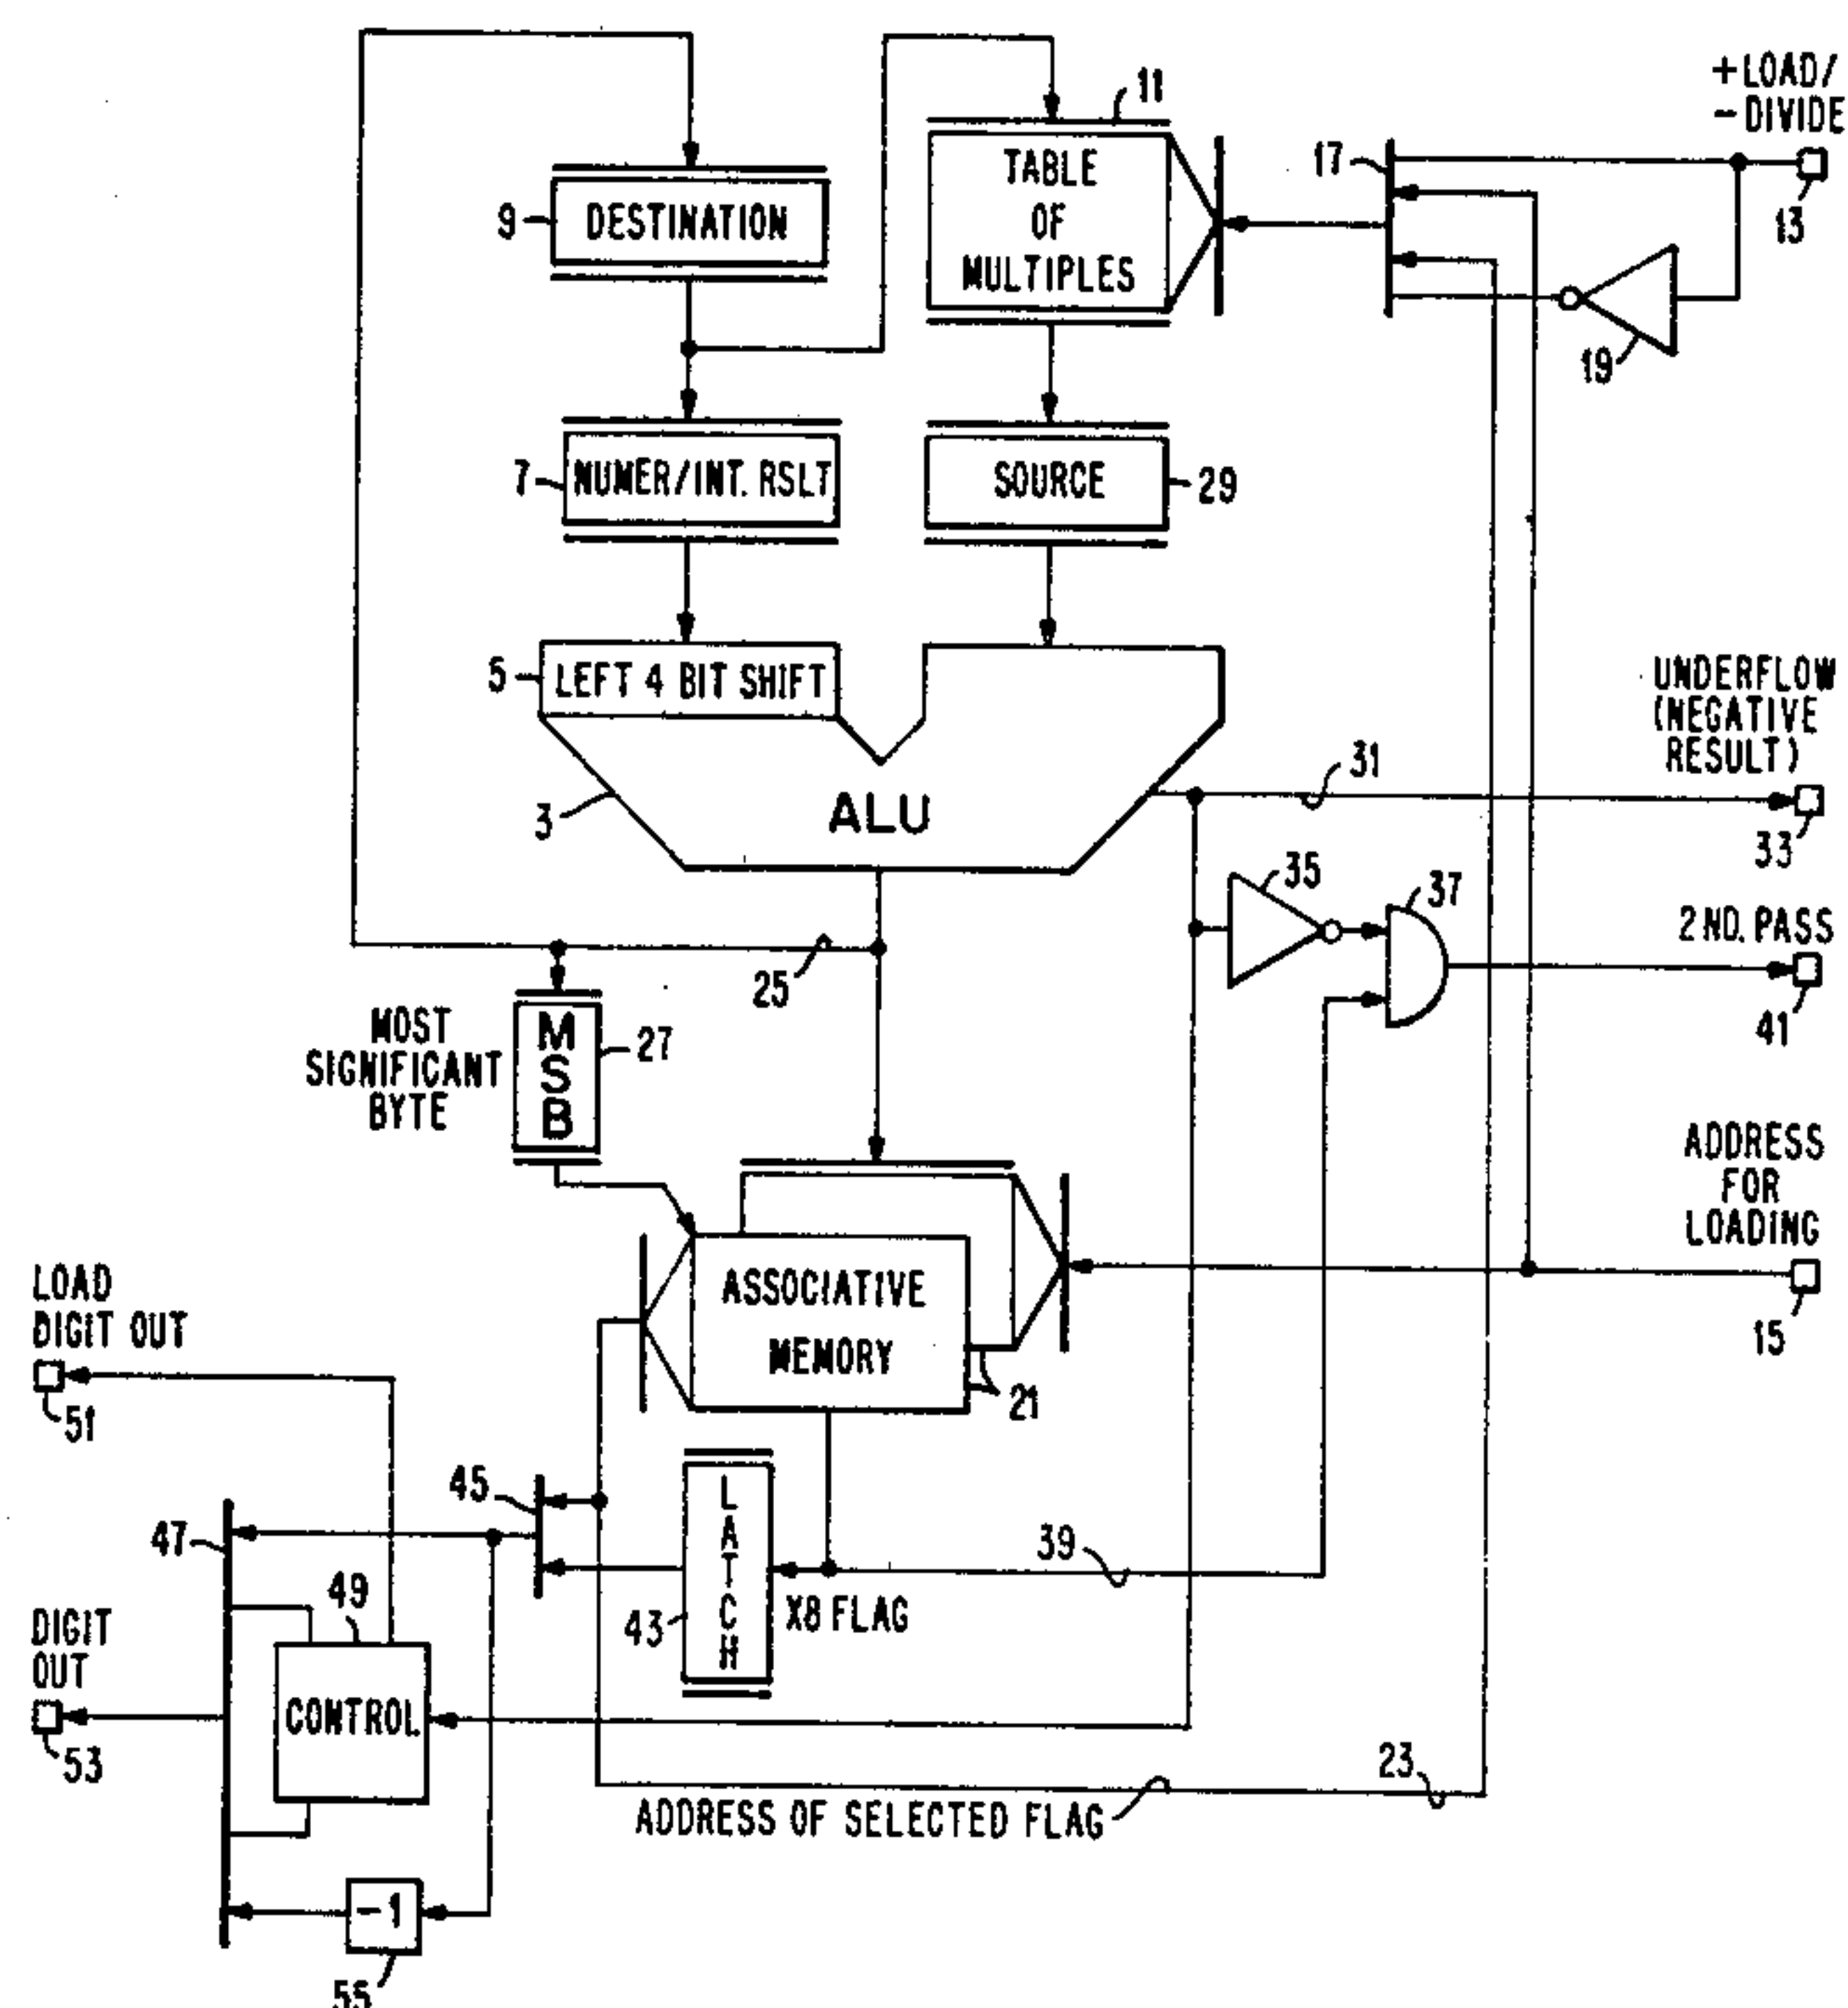 +LOAD/
-DIVIDE
11
TABLE
OF
MULTIPLES
17
13
9
DESTINATION
19
7
NUMER/INT. RSLT
SOURCE
29
5
LEFT 4 BIT SHIFT
UNDERFLOW
(NEGATIVE
RESULT)
31
3
ALU
33
35
37
2ND. PASS
25
41
MOST
SIGNIFICANT
BYTE
MSB
27
ADDRESS
FOR
LOADING
LOAD
DIGIT OUT
ASSOCIATIVE
MEMORY
15
51
21
45
47
LATCH
39
49
43
X8 FLAG
DIGIT
OUT
CONTROL
53
23
ADDRESS OF SELECTED FLAG
-1
55